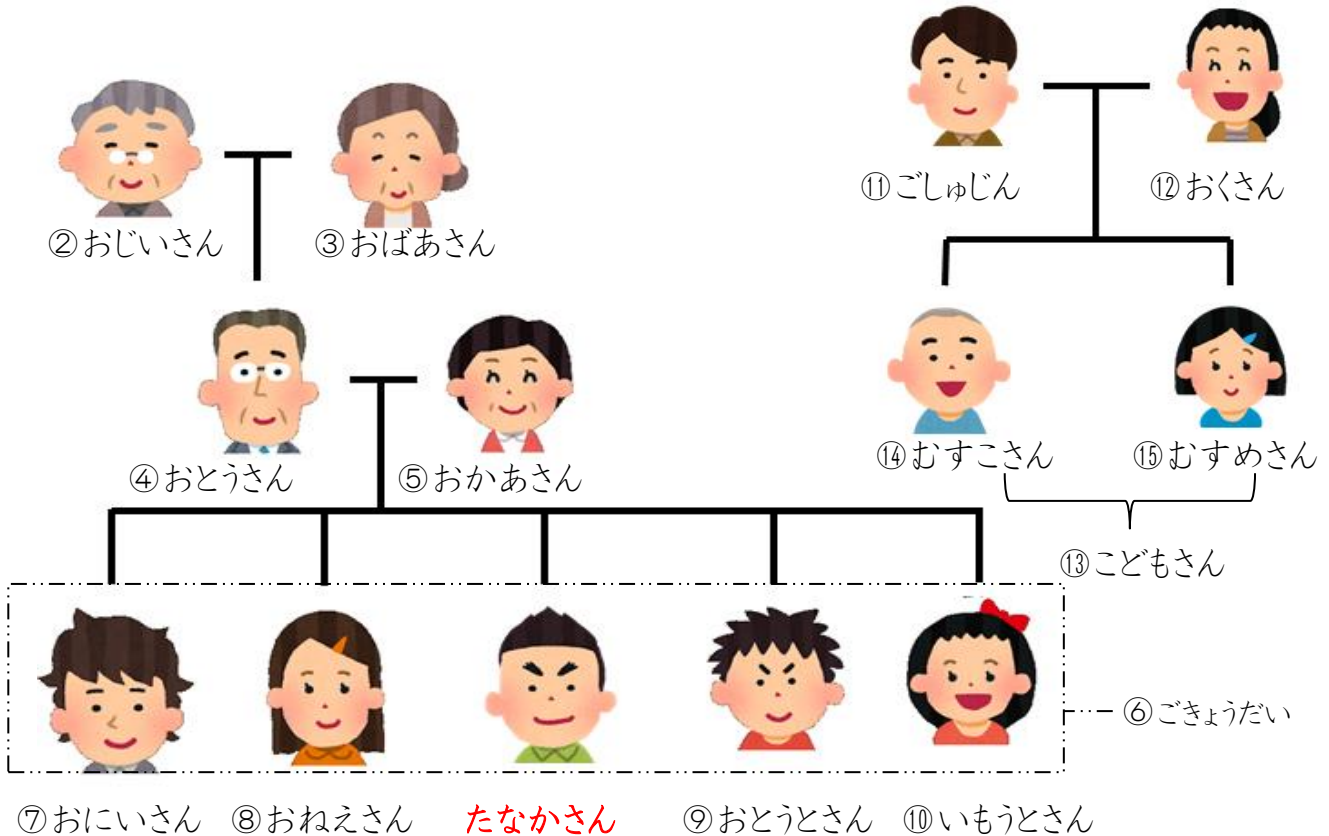 ⑪ごしゅじん
⑫おくさん
②おじいさん
③おばあさん
④おとうさん
⑤おかあさん
⑭むすこさん
⑮むすめさん
⑬こどもさん
⑥ごきょうだい
⑦おにいさん
⑧おねえさん
たなかさん
⑨おとうとさん
⑩いもうとさん